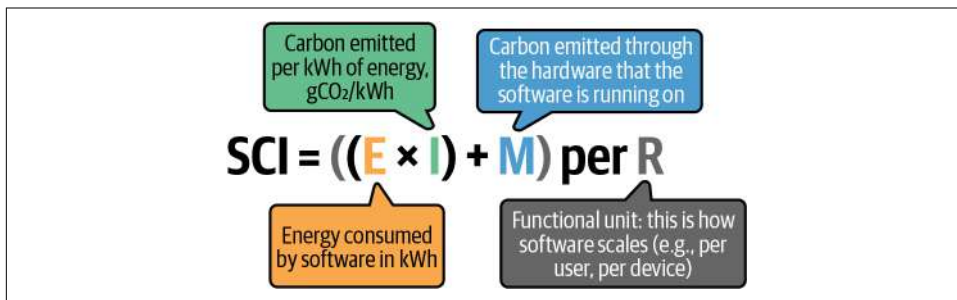 Carbon emitted
per kWh of energy,
gCO₂/kWh
Carbon emitted through
the hardware that the
software is running on
SCI = ((E × I) + M) per R
Energy consumed
by software in kWh
Functional unit: this is how
software scales (e.g., per
user, per device)